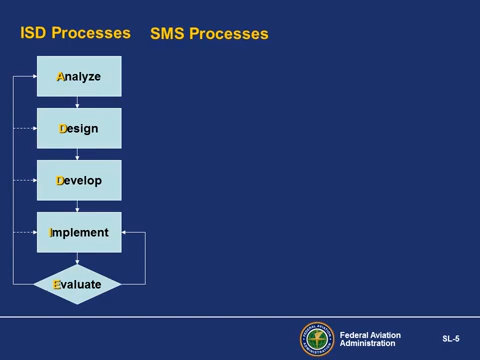 ISD Processes
SMS Processes
Analyze
Design
Develop
Implement
Evaluate
Federal Aviation
Administration
SL-5